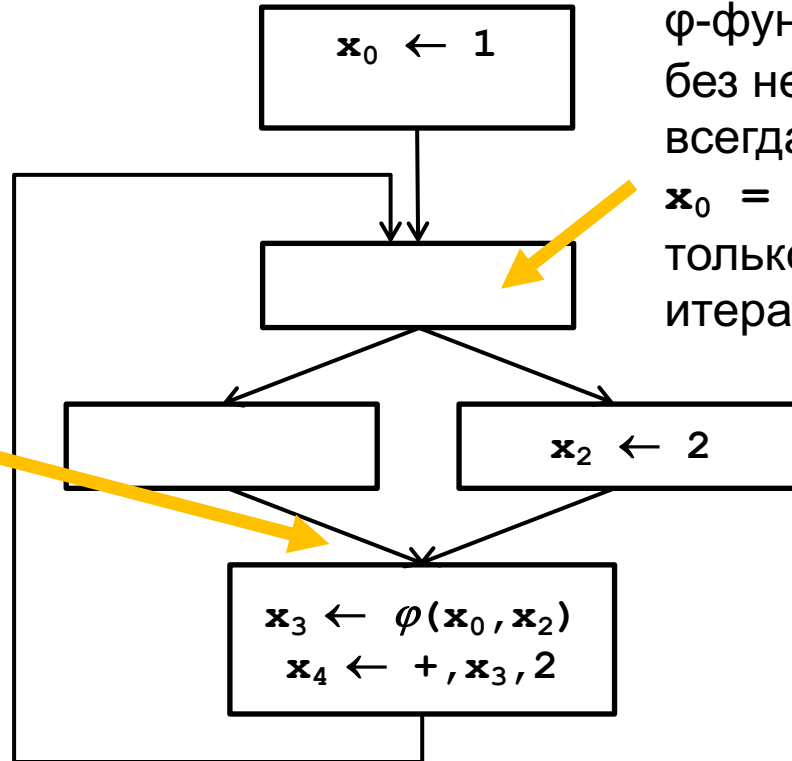 x₀ ← 1
φ-фун
без не
всегда
x₀ =
только
итера
x₂ ← 2
x₃ ← φ(x₀,x₂)
x₄ ← +,x₃,2